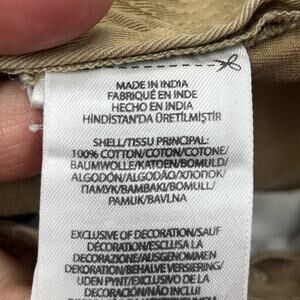 MADE IN INDIA
FABRIQUÉ EN INDE
HECHO EN INDIA
HİNDİSTAN'DA ÜRETİLMİŞTİR
SHELL/TISSU PRINCIPAL:
100% COTTON/COTON/COTONE/
BAUMWOLLE/KATOEN/BOMULD/
ALGODÓN/ALGODÃO/ΧΛΟΠΟΚ/
ПАМУК/ΒΑΜΒΑΚΙ/BOMULL/
PAMUK/BAVLNA
EXCLUSIVE OF DECORATION/SAUF
DÉCORATION/ESCLUSA LA
DECORAZIONE/AUSGENOMMEN
DEKORATION/BEHALVE VERSIERING/
UDEN PYNT/EXCLUSIVO DE LA
DECORACIÓN/NÃO INCLUI